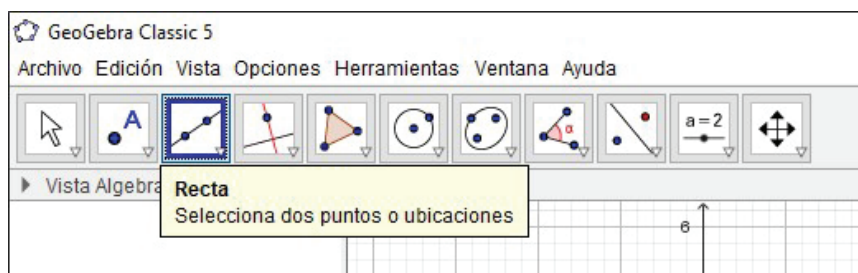 GeoGebra Classic 5
Archivo Edición Vista Opciones Herramientas Ventana Ayuda
A
α
a=2
Vista Algebra
Recta
Selecciona dos puntos o ubicaciones
6